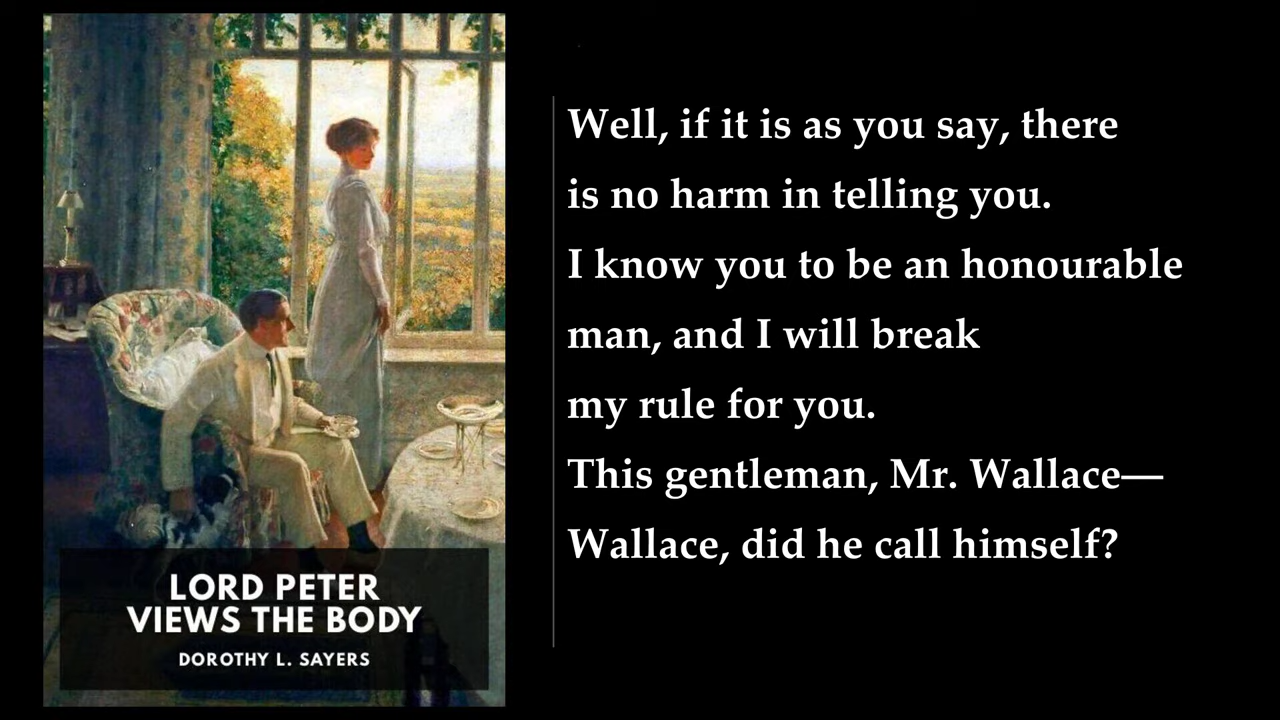 LORD PETER
VIEWS THE BODY
DOROTHY L. SAYERS
Well, if it is as you say, there
is no harm in telling you.
I know you to be an honourable
man, and I will break
my rule for you.
This gentleman, Mr. Wallace—
Wallace, did he call himself?